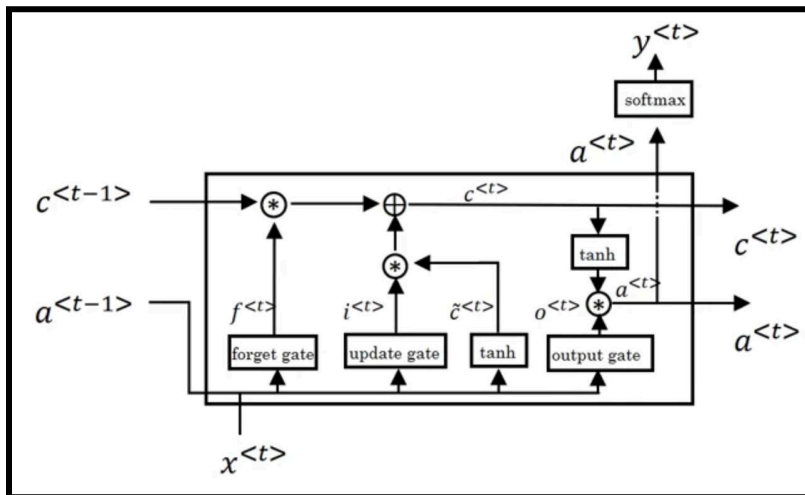 y<t>
softmax
a<t>
c<t-1>
c<t>
c<t>
tanh
a<t-1>
f<t>
i<t>
c̃<t>
o<t>
a<t>
a<t>
forget gate
update gate
tanh
output gate
x<t>